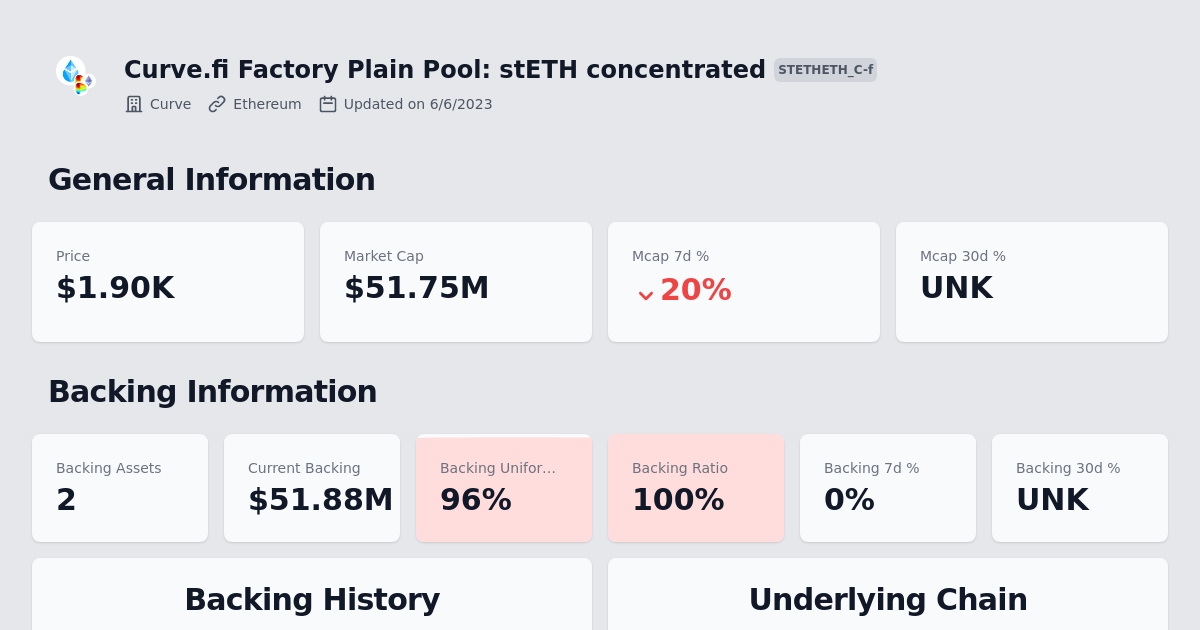 Curve.fi Factory Plain Pool: stETH concentrated STETHETH_C-f
Curve Ethereum Updated on 6/6/2023
General Information
Price
$1.90K
Market Cap
$51.75M
Mcap 7d %
20%
Mcap 30d %
UNK
Backing Information
Backing Assets
2
Current Backing
$51.88M
Backing Unifor...
96%
Backing Ratio
100%
Backing 7d %
0%
Backing 30d %
UNK
Backing History
Underlying Chain